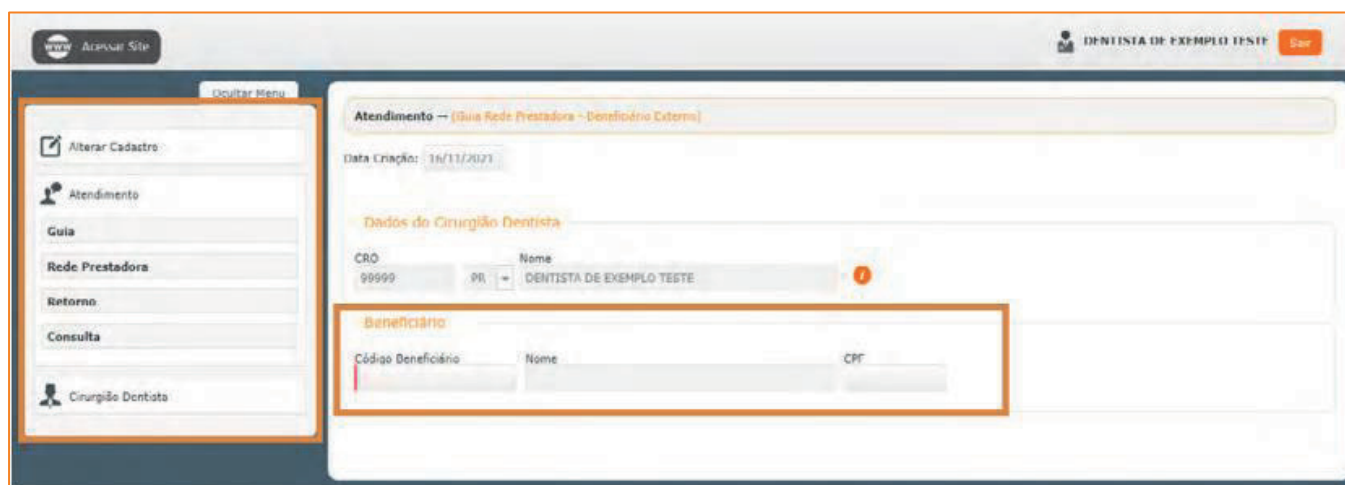 www Acessar Site
DENTISTA DE EXEMPLO TESTE Sair
Ocultar Menu
Alterar Cadastro
Atendimento
Guia
Rede Prestadora
Retorno
Consulta
Cirurgião Dentista
Atendimento -- (Guia Rede Prestadora - Beneficiário Externo)
Data Criação: 16/11/2021
Dados do Cirurgião Dentista
CRO Nome
99999 PR DENTISTA DE EXEMPLO TESTE i
Beneficiário
Código Beneficiário Nome CPF